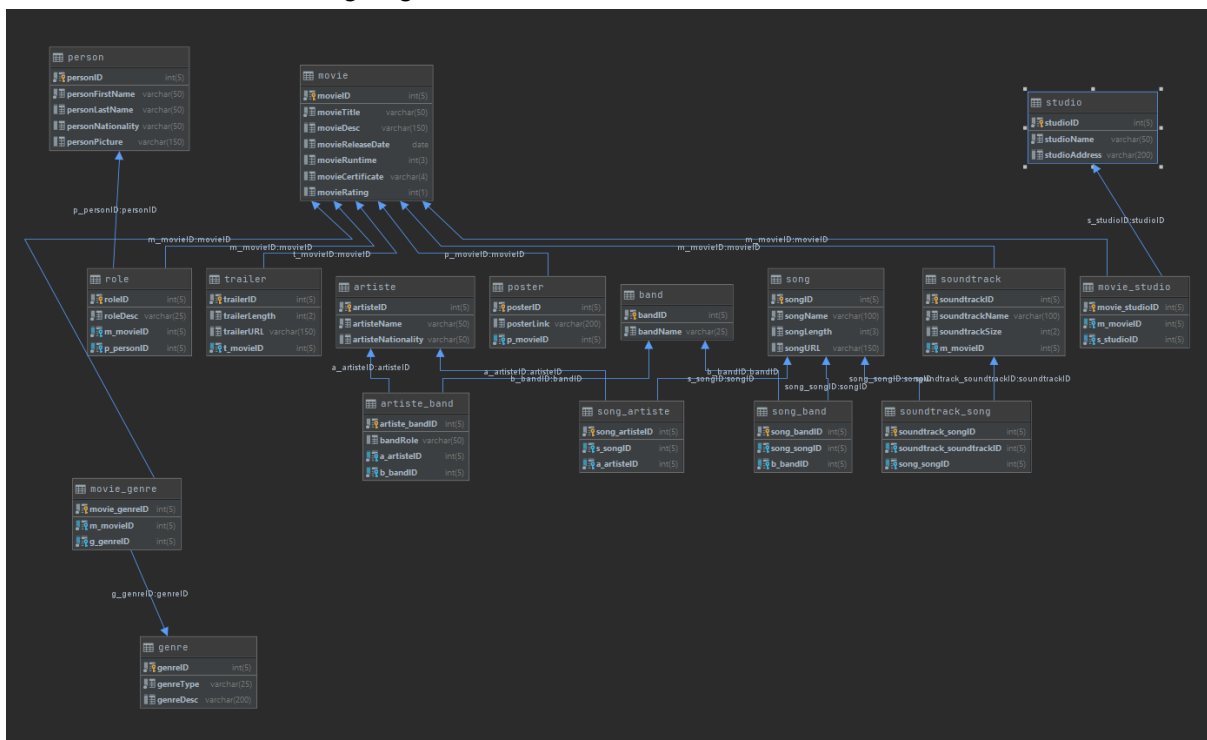 person
personID int(5)
personFirstName varchar(50)
personLastName varchar(50)
personNationality varchar(50)
personPicture varchar(150)
movie
movieID int(5)
movieTitle varchar(50)
movieDesc varchar(150)
movieReleaseDate date
movieRuntime int(3)
movieCertificate varchar(4)
movieRating int(1)
studio
studioID int(5)
studioName varchar(50)
studioAddress varchar(200)
p_personID:personID
s_studioID:studioID
m_movieID:movieID
m_movieID:movieID
t_movieID:movieID
p_movieID:movieID
m_movieID:movieID
m_movieID:movieID
role
roleID int(5)
roleDesc varchar(25)
m_movieID int(5)
p_personID int(5)
trailer
trailerID int(5)
trailerLength int(2)
trailerURL varchar(150)
t_movieID int(5)
artiste
artisteID int(5)
artisteName varchar(50)
artisteNationality varchar(50)
poster
posterID int(5)
posterLink varchar(200)
p_movieID int(5)
band
bandID int(5)
bandName varchar(25)
song
songID int(5)
songName varchar(100)
songLength int(3)
songURL varchar(150)
soundtrack
soundtrackID int(5)
soundtrackName varchar(100)
soundtrackSize int(2)
m_movieID int(5)
movie_studio
movie_studioID int(5)
m_movieID int(5)
s_studioID int(5)
a_artisteID:artisteID
a_artisteID:artisteID
b_bandID:bandID
s_songID:songID
b_bandID:bandID
song_songID:songID
song_songID:songID
soundtrack_soundtrackID:soundtrackID
artiste_band
artiste_bandID int(5)
bandRole varchar(50)
a_artisteID int(5)
b_bandID int(5)
song_artiste
song_artisteID int(5)
s_songID int(5)
a_artisteID int(5)
song_band
song_bandID int(5)
song_songID int(5)
b_bandID int(5)
soundtrack_song
soundtrack_songID int(5)
soundtrack_soundtrackID int(5)
song_songID int(5)
movie_genre
movie_genreID int(5)
m_movieID int(5)
g_genreID int(5)
g_genreID:genreID
genre
genreID int(5)
genreType varchar(25)
genreDesc varchar(200)